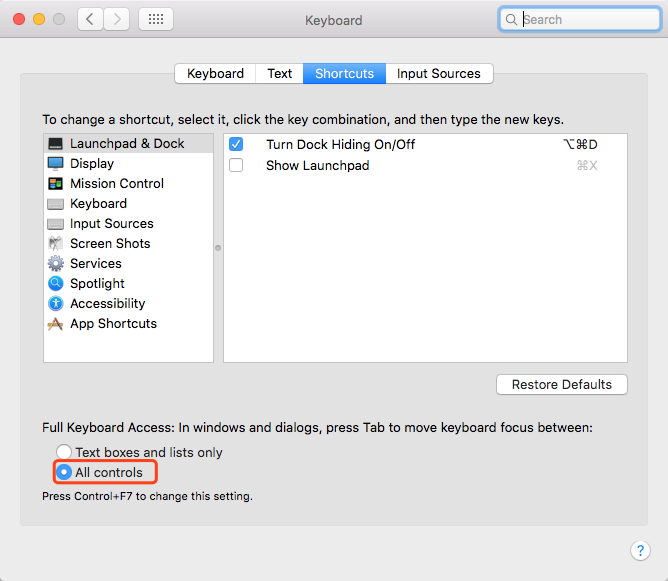 Keyboard
Search
Keyboard Text Shortcuts Input Sources
To change a shortcut, select it, click the key combination, and then type the new keys.
Launchpad & Dock
Display
Mission Control
Keyboard
Input Sources
Screen Shots
Services
Spotlight
Accessibility
App Shortcuts
Turn Dock Hiding On/Off ⌥⌘D
Show Launchpad ⌘X
Restore Defaults
Full Keyboard Access: In windows and dialogs, press Tab to move keyboard focus between:
Text boxes and lists only
All controls
Press Control+F7 to change this setting.
?